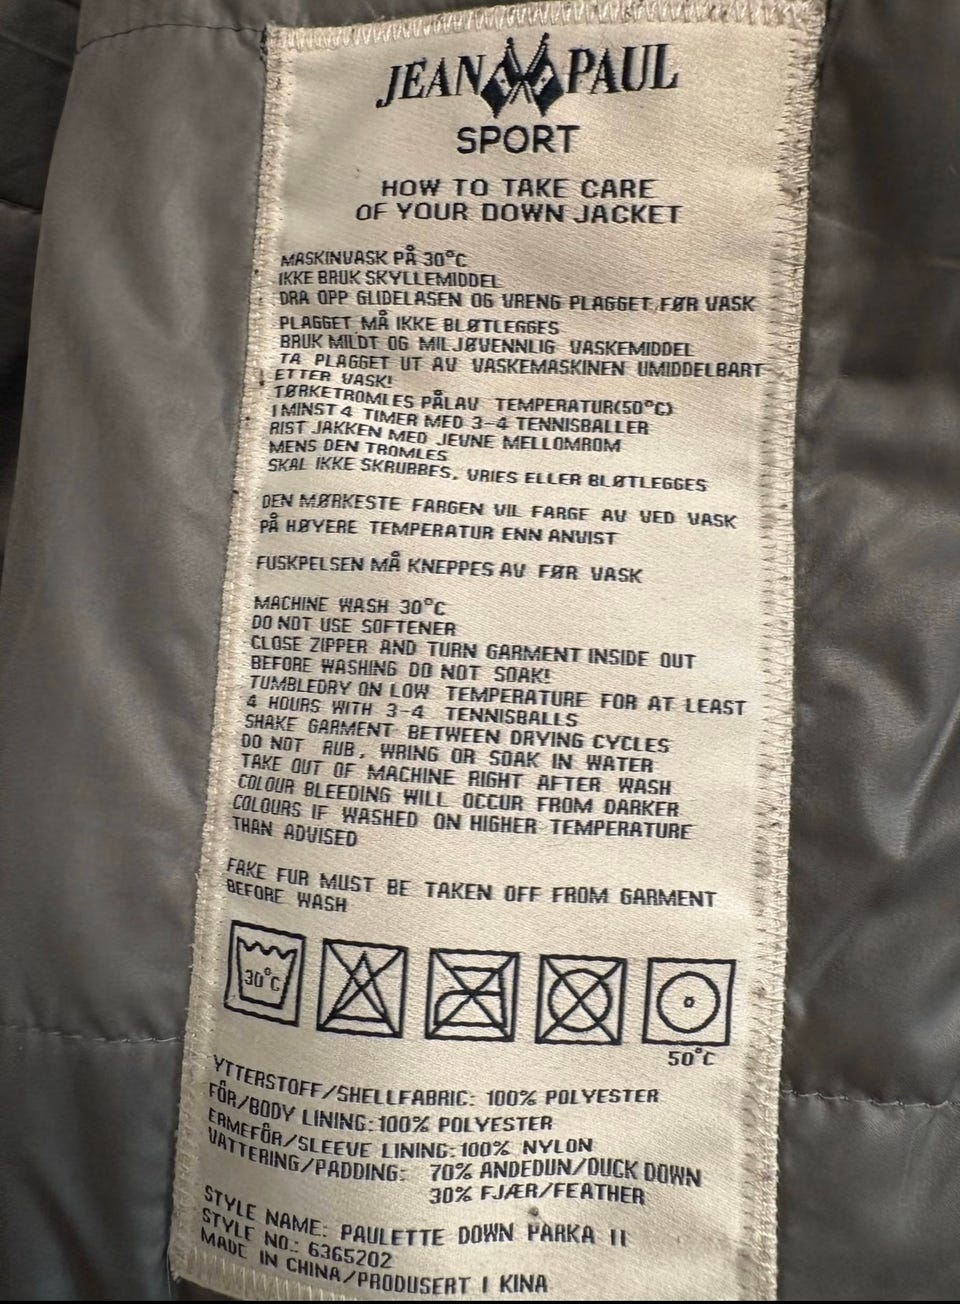 JEAN PAUL
SPORT
HOW TO TAKE CARE
OF YOUR DOWN JACKET
MASKINVASK PÅ 30°C
IKKE BRUK SKYLLEMIDDEL
DRA OPP GLIDELASEN OG VRENG PLAGGET FØR VASK
PLAGGET MÅ IKKE BLØTLEGGES
BRUK MILDT OG MILJØVENNLIG VASKEMIDDEL
TA PLAGGET UT AV VASKEMASKINEN UMIDDELBART
ETTER VASK!
TØRKETROMLES PÅLAV TEMPERATUR(50°C)
I MINST 4 TIMER MED 3-4 TENNISBALLER
RIST JAKKEN MED JEVNE MELLOMROM
MENS DEN TROMLES
SKAL IKKE SKRUBBES, VRIES ELLER BLØTLEGGES
DEN MØRKESTE FARGEN VIL FARGE AV VED VASK
PÅ HØYERE TEMPERATUR ENN ANVIST
FUSKPELSEN MÅ KNEPPES AV FØR VASK
MACHINE WASH 30°C
DO NOT USE SOFTENER
CLOSE ZIPPER AND TURN GARMENT INSIDE OUT
BEFORE WASHING DO NOT SOAK!
TUMBLEDRY ON LOW TEMPERATURE FOR AT LEAST
4 HOURS WITH 3-4 TENNISBALLS
SHAKE GARMENT BETWEEN DRYING CYCLES
DO NOT RUB, WRING OR SOAK IN WATER
TAKE OUT OF MACHINE RIGHT AFTER WASH
COLOUR BLEEDING WILL OCCUR FROM DARKER
COLOURS IF WASHED ON HIGHER TEMPERATURE
THAN ADVISED
FAKE FUR MUST BE TAKEN OFF FROM GARMENT
BEFORE WASH
30°C
50°C
YTTERSTOFF/SHELLFABRIC: 100% POLYESTER
FÔR/BODY LINING: 100% POLYESTER
ERMEFÔR/SLEEVE LINING: 100% NYLON
VATTERING/PADDING: 70% ANDEDUN/DUCK DOWN
30% FJÆR/FEATHER
STYLE NAME: PAULETTE DOWN PARKA II
STYLE NO.: 6365202
MADE IN CHINA/PRODUSERT I KINA